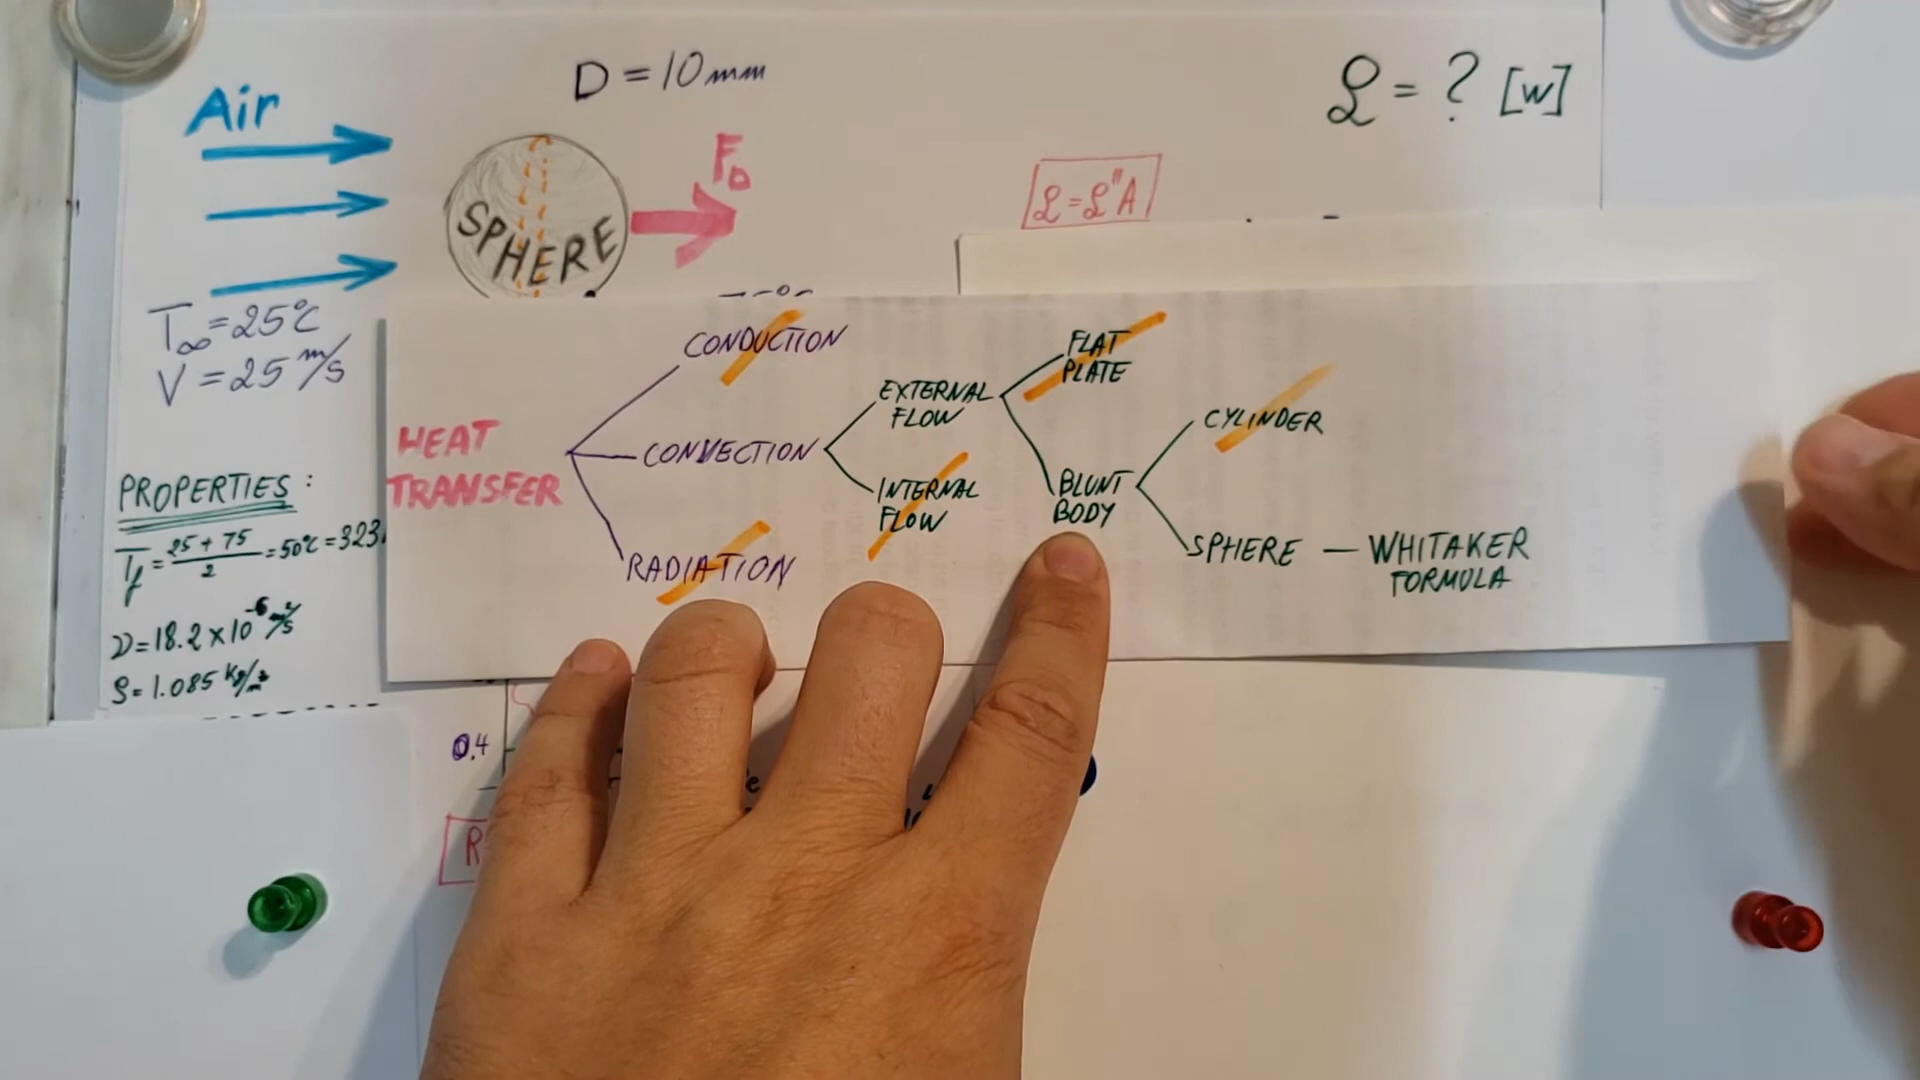 D = 10mm
Air
q = ? [W]
F_D
q = q"A
SPHERE
T∞ = 25°C
V = 25 m/s
CONDUCTION
FLAT
PLATE
EXTERNAL
FLOW
CYLINDER
HEAT
TRANSFER
CONVECTION
INTERNAL
FLOW
BLUNT
BODY
SPHERE — WHITAKER
FORMULA
RADIATION
PROPERTIES:
T_f = 25 + 75 / 2 = 50°C = 323
ν = 18.2 × 10⁻⁶ m²/s
ρ = 1.085 kg/m³
0.4
R